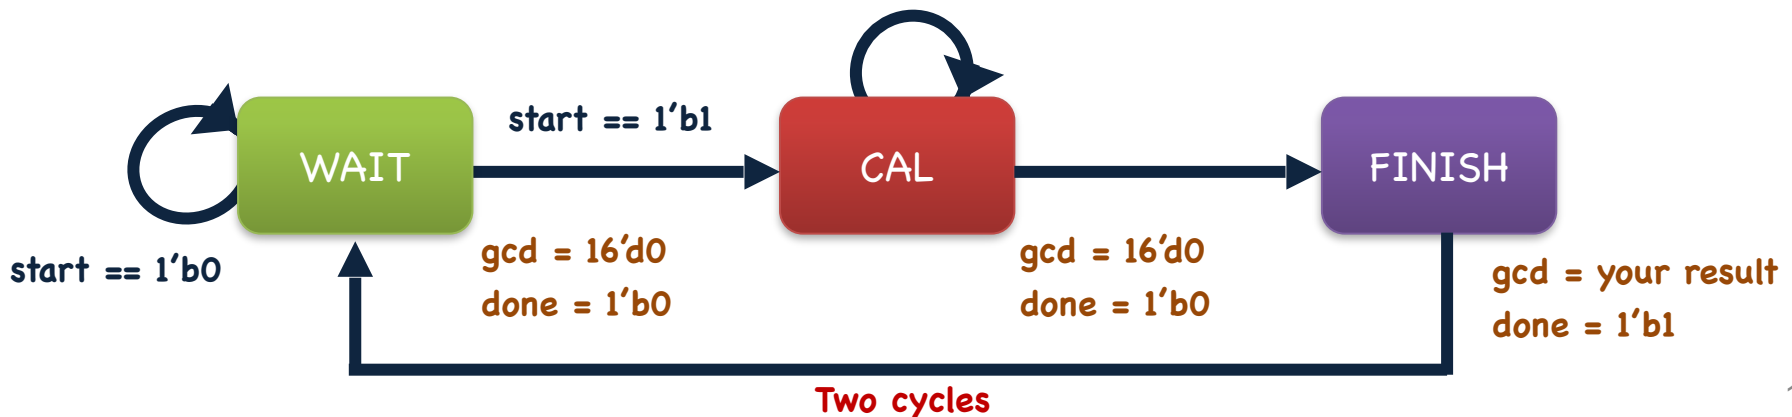 start == 1'b1
WAIT
CAL
FINISH
start == 1'b0
gcd = 16'd0
done = 1'b0
gcd = 16'd0
done = 1'b0
gcd = your result
done = 1'b1
Two cycles